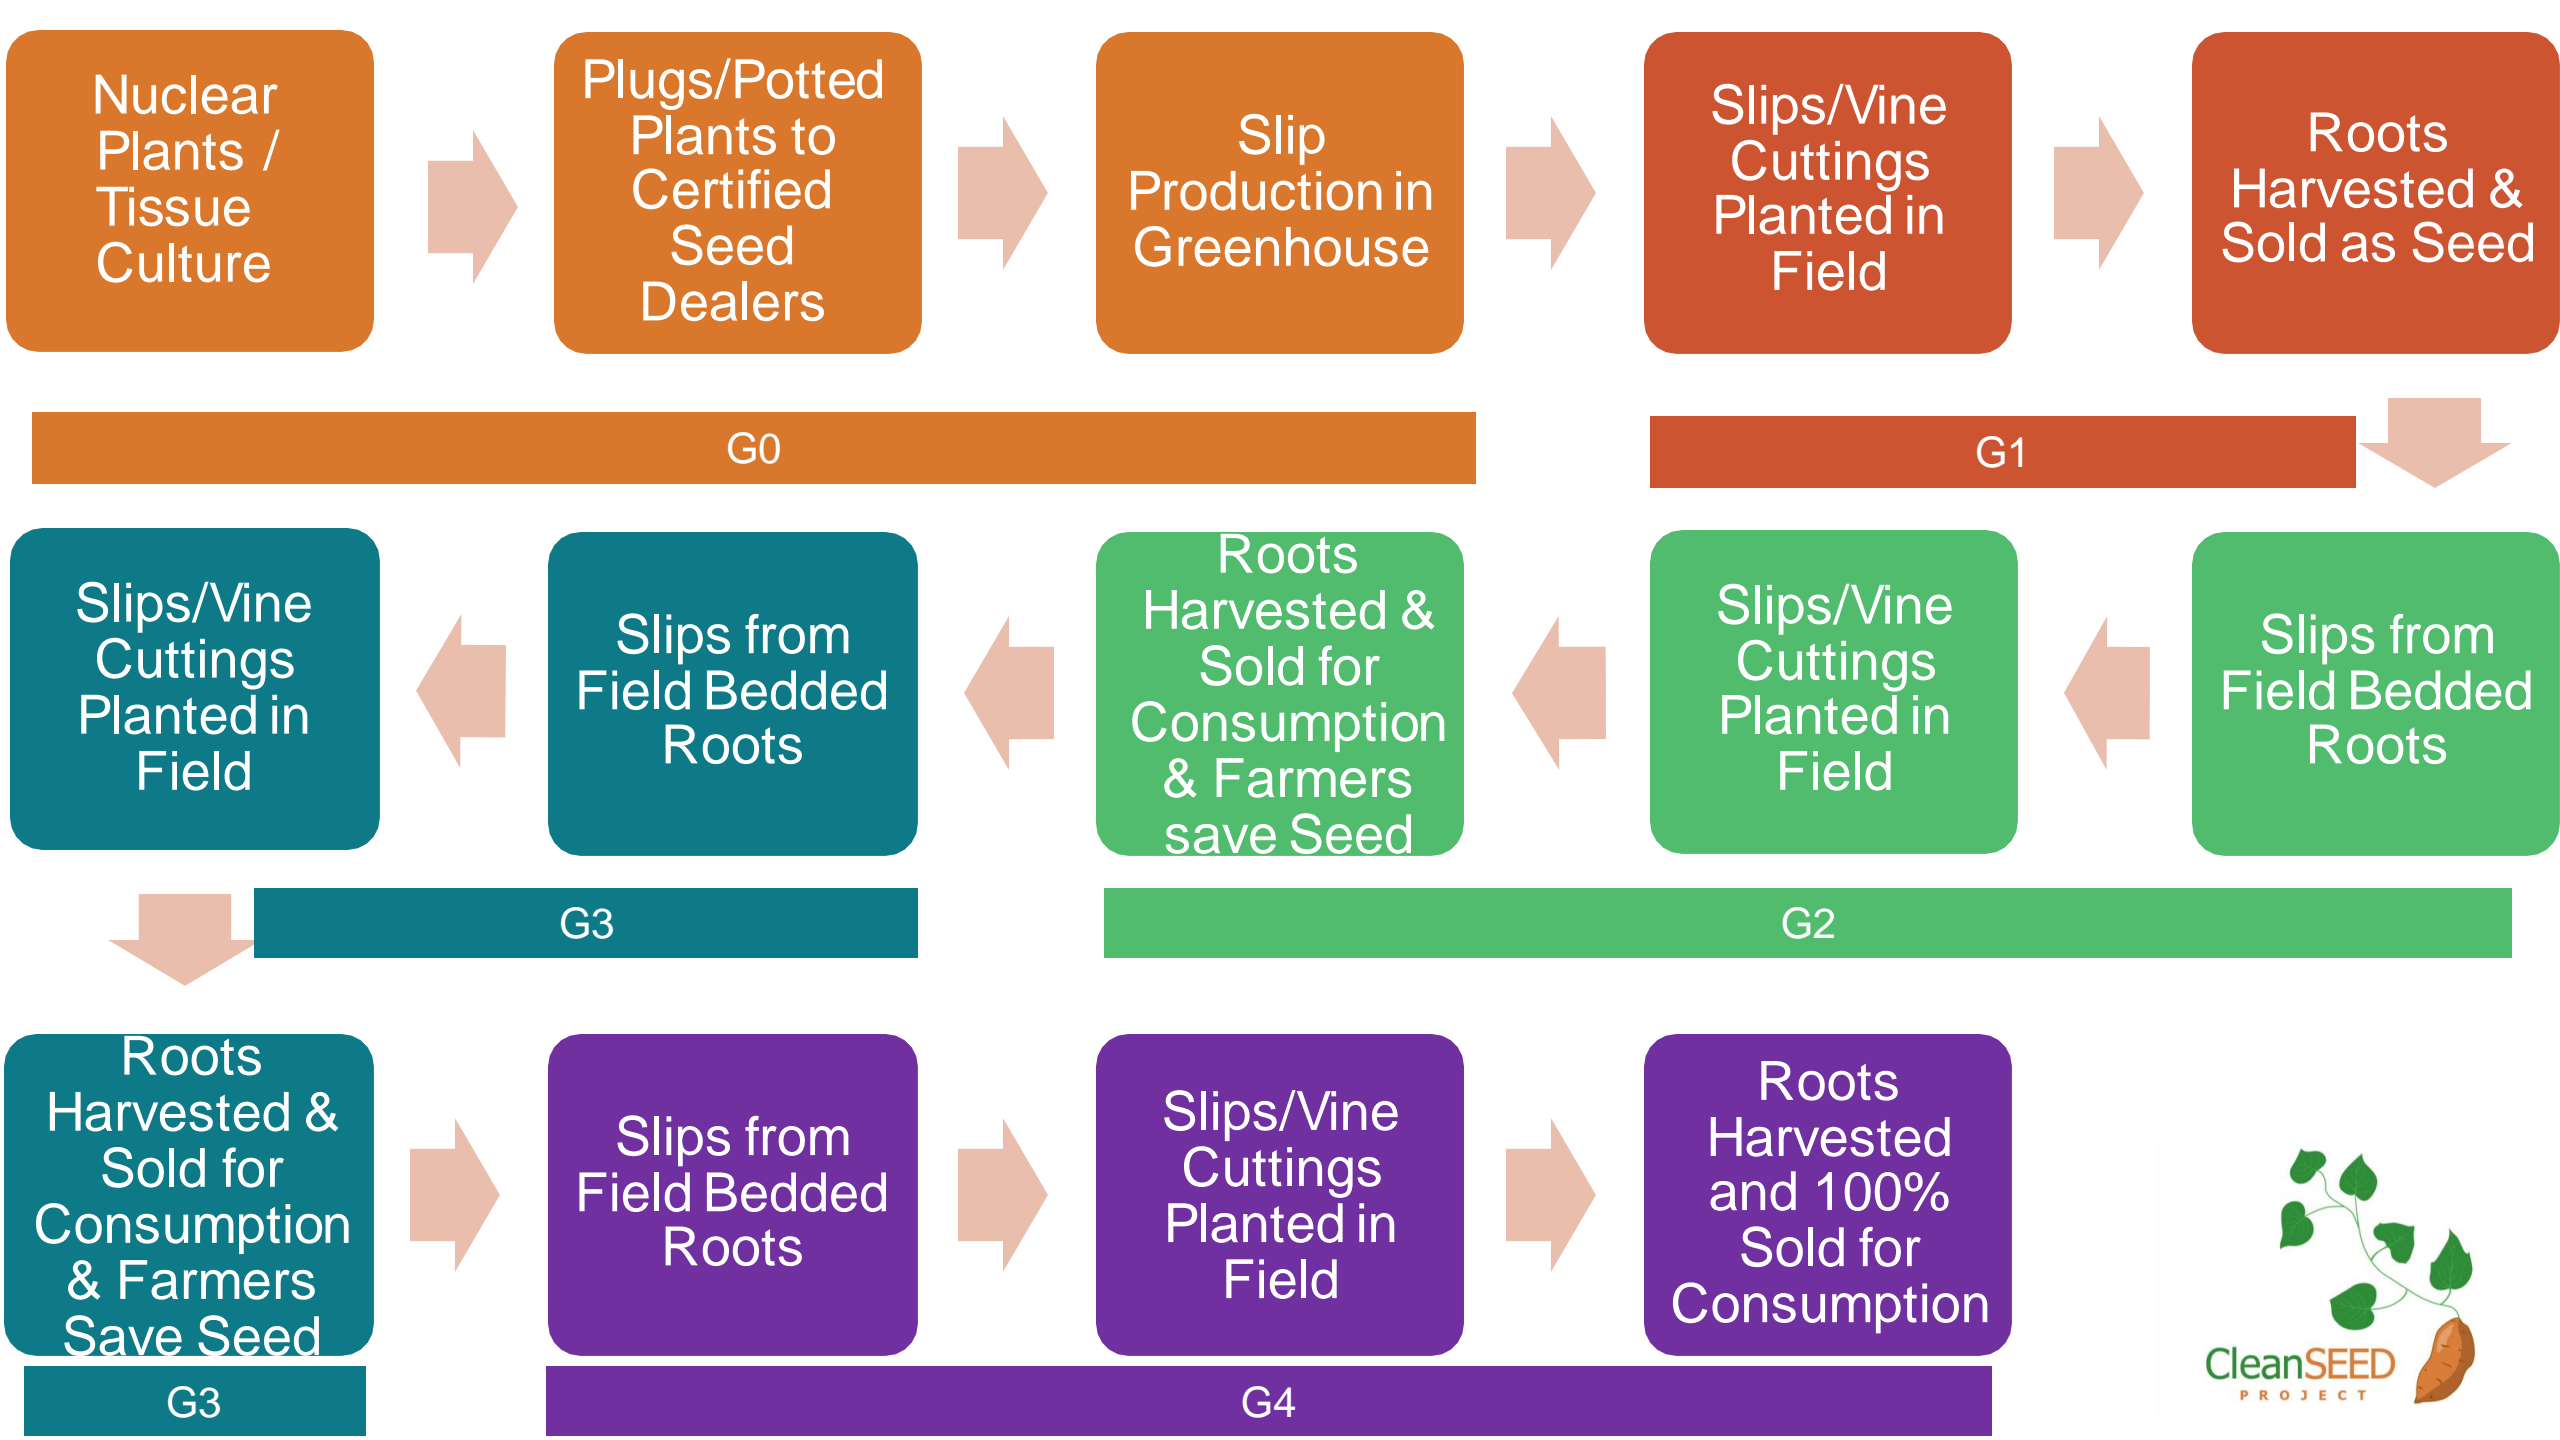 Nuclear
Plants /
Tissue
Culture
Plugs/Potted
Plants to
Certified
Seed
Dealers
Slip
Production in
Greenhouse
Slips/Vine
Cuttings
Planted in
Field
Roots
Harvested &
Sold as Seed
G0
G1
Slips/Vine
Cuttings
Planted in
Field
Slips from
Field Bedded
Roots
Roots
Harvested &
Sold for
Consumption
& Farmers
save Seed
Slips/Vine
Cuttings
Planted in
Field
Slips from
Field Bedded
Roots
G3
G2
Roots
Harvested &
Sold for
Consumption
& Farmers
Save Seed
Slips from
Field Bedded
Roots
Slips/Vine
Cuttings
Planted in
Field
Roots
Harvested
and 100%
Sold for
Consumption
G3
G4
CleanSEED
PROJECT